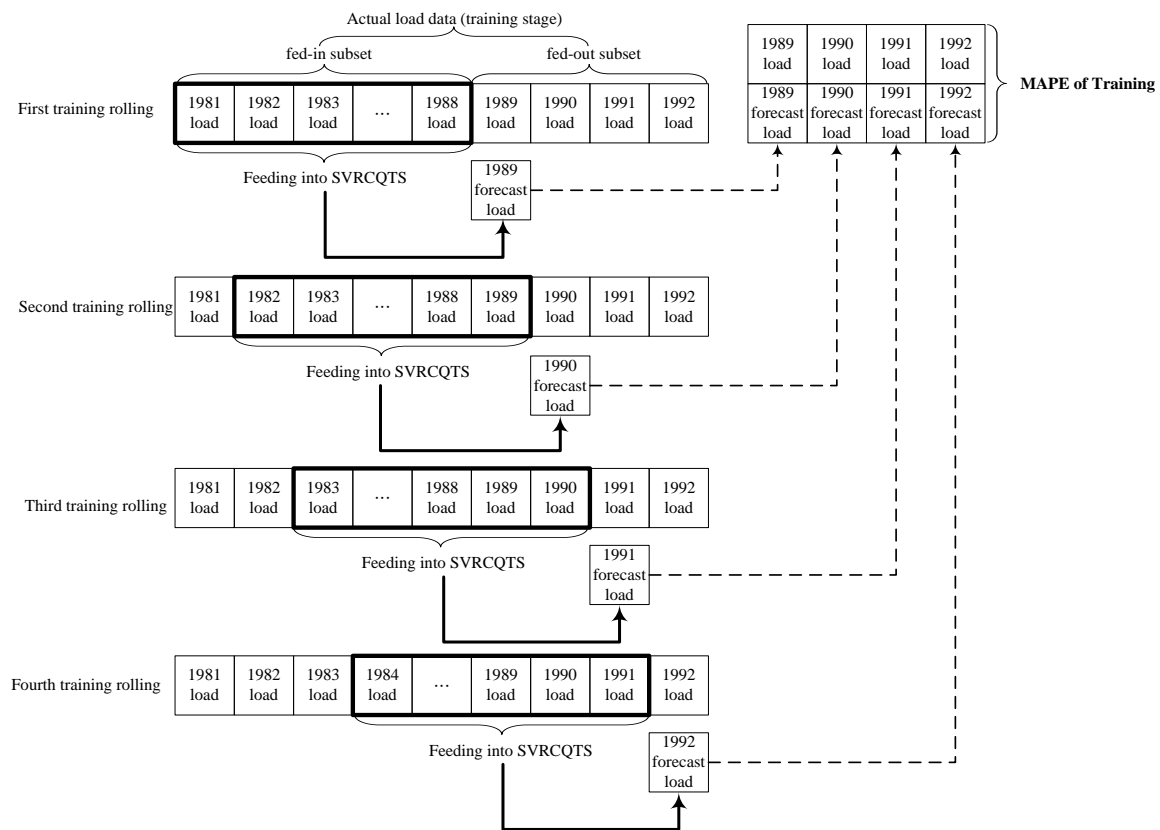 Actual load data (training stage)
fed-in subset
fed-out subset
First training rolling
1981 load
1982 load
1983 load
...
1988 load
1989 load
1990 load
1991 load
1992 load
Feeding into SVRCQTS
1989 forecast load
1989 load
1990 load
1991 load
1992 load
1989 forecast load
1990 forecast load
1991 forecast load
1992 forecast load
MAPE of Training
Second training rolling
1981 load
1982 load
1983 load
...
1988 load
1989 load
1990 load
1991 load
1992 load
Feeding into SVRCQTS
1990 forecast load
Third training rolling
1981 load
1982 load
1983 load
...
1988 load
1989 load
1990 load
1991 load
1992 load
Feeding into SVRCQTS
1991 forecast load
Fourth training rolling
1981 load
1982 load
1983 load
1984 load
...
1989 load
1990 load
1991 load
1992 load
Feeding into SVRCQTS
1992 forecast load